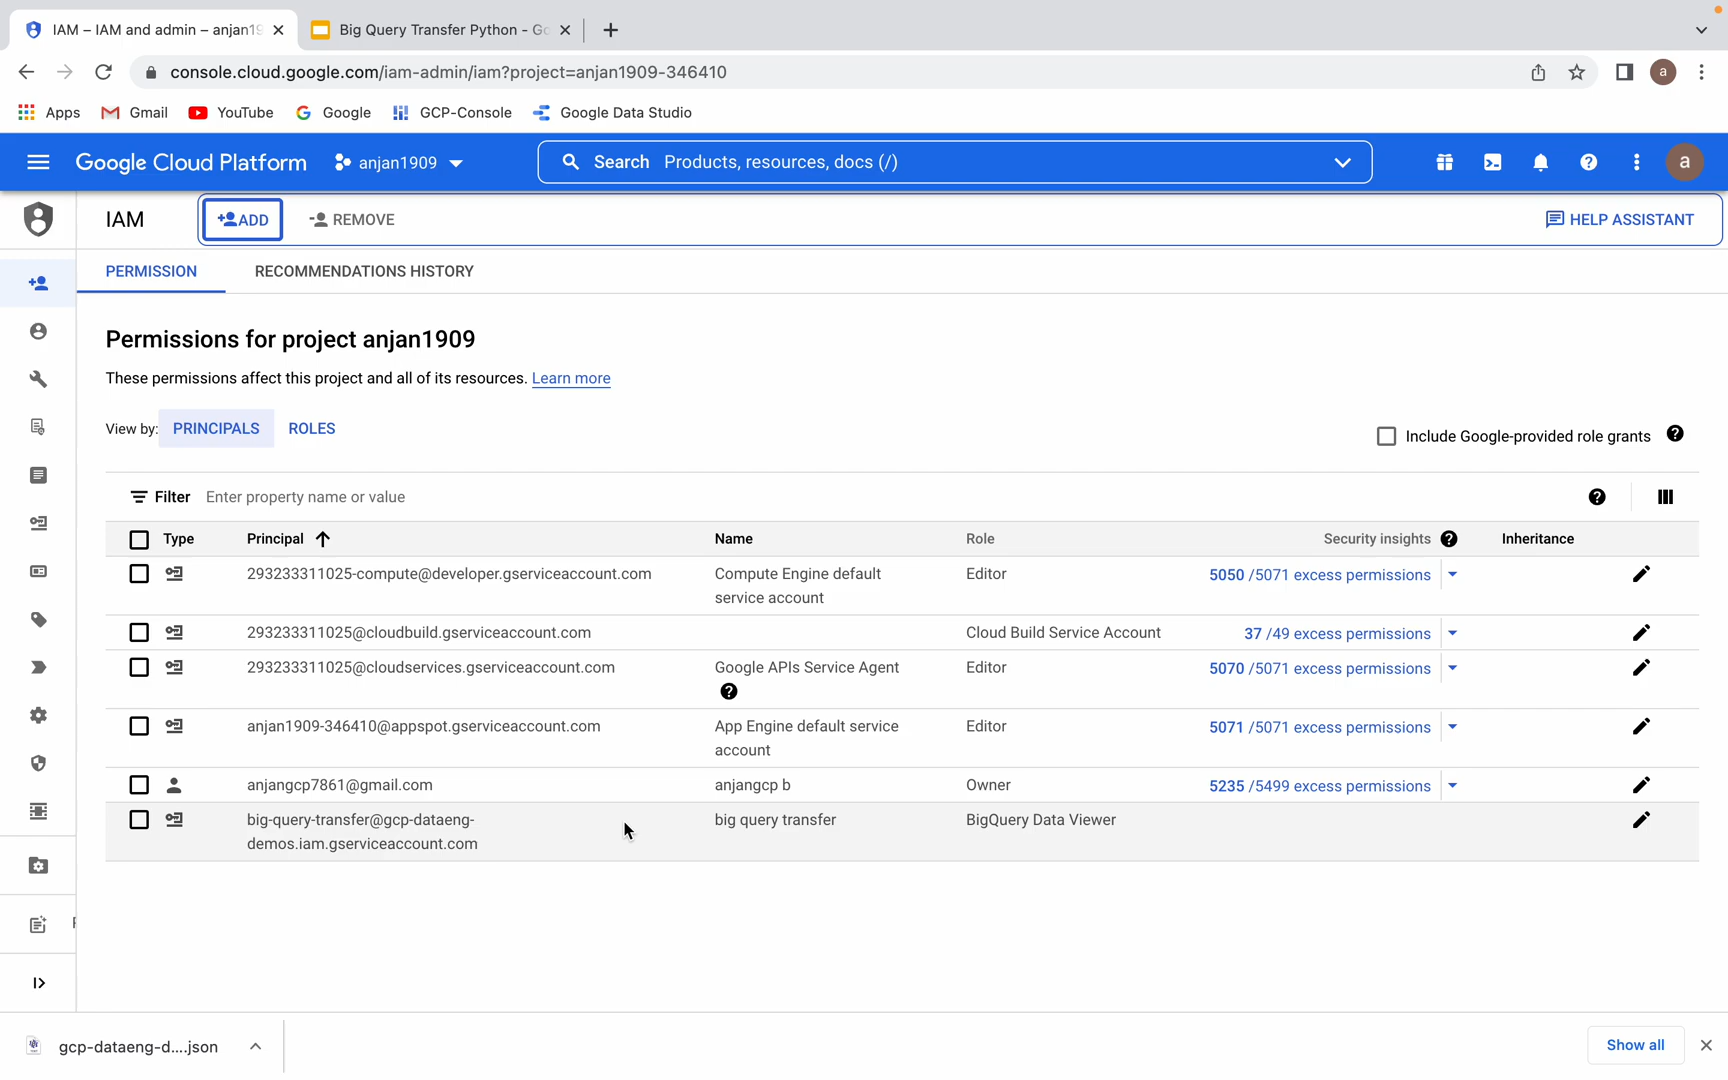 IAM – IAM and admin – anjan19
Big Query Transfer Python - Go
console.cloud.google.com/iam-admin/iam?project=anjan1909-346410
a
Apps
Gmail
YouTube
Google
GCP-Console
Google Data Studio
Google Cloud Platform
anjan1909
Search Products, resources, docs (/)
a
IAM
ADD
REMOVE
HELP ASSISTANT
PERMISSION
RECOMMENDATIONS HISTORY
Permissions for project anjan1909
These permissions affect this project and all of its resources. Learn more
View by: PRINCIPALS ROLES
Include Google-provided role grants
Filter Enter property name or value
Type Principal Name Role Security insights Inheritance
293233311025-compute@developer.gserviceaccount.com Compute Engine default Editor 5050 /5071 excess permissions
service account
293233311025@cloudbuild.gserviceaccount.com Cloud Build Service Account 37 /49 excess permissions
293233311025@cloudservices.gserviceaccount.com Google APIs Service Agent Editor 5070 /5071 excess permissions
anjan1909-346410@appspot.gserviceaccount.com App Engine default service Editor 5071 /5071 excess permissions
account
anjangcp7861@gmail.com anjangcp b Owner 5235 /5499 excess permissions
big-query-transfer@gcp-dataeng- big query transfer BigQuery Data Viewer
demos.iam.gserviceaccount.com
gcp-dataeng-d....json
Show all